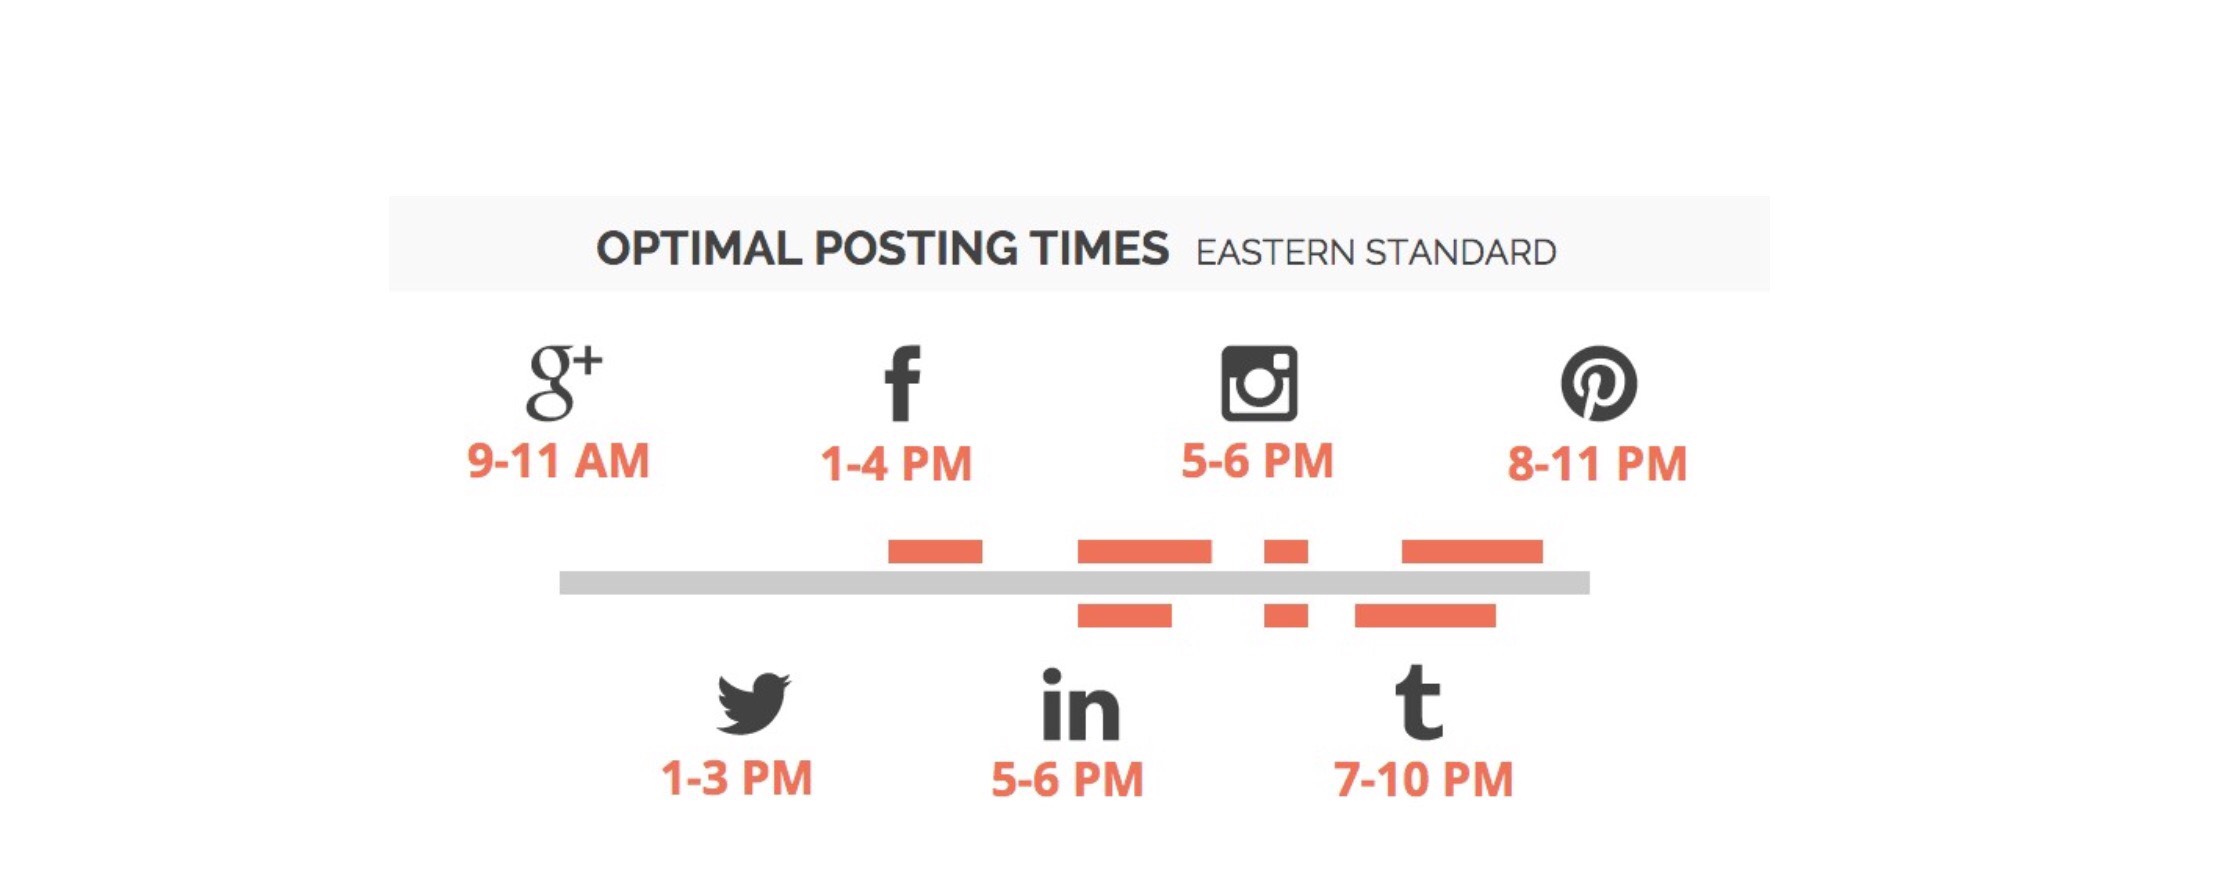 OPTIMAL POSTING TIMES EASTERN STANDARD
g+ f
9-11 AM 1-4 PM 5-6 PM 8-11 PM
in t
1-3 PM 5-6 PM 7-10 PM